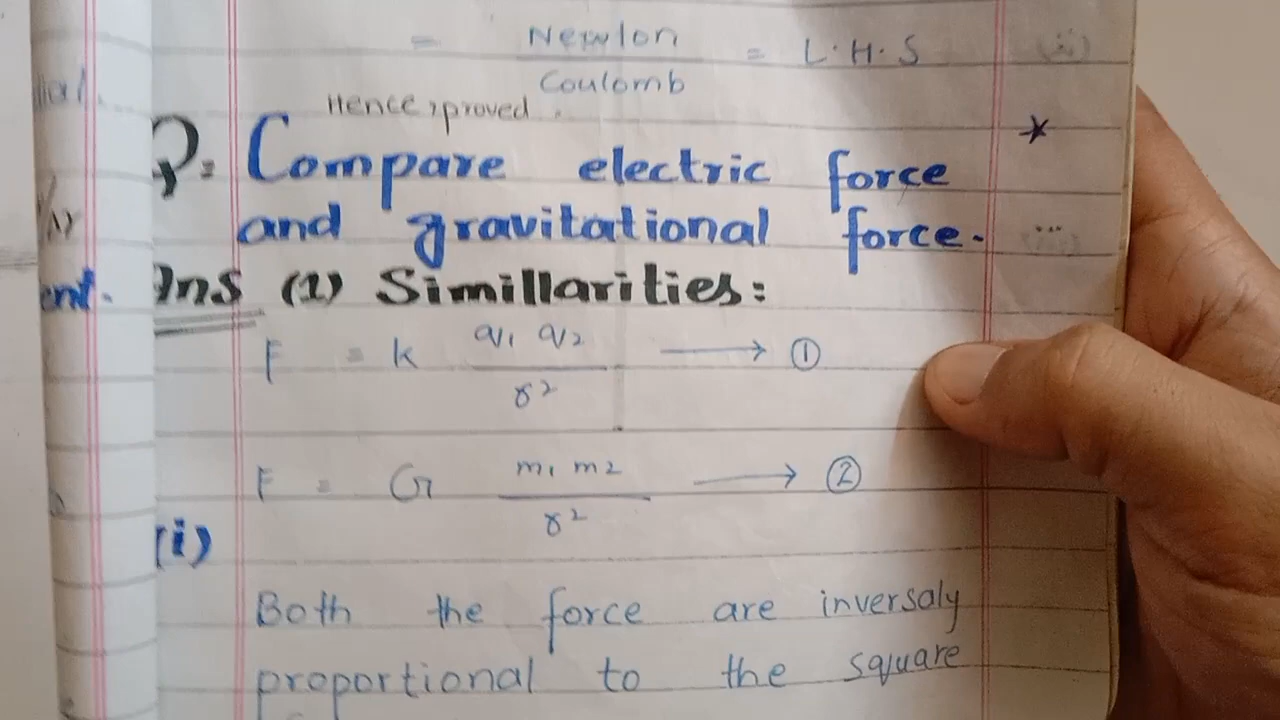 = Newton / Coulomb = L.H.S
Hence, proved.
Q: Compare electric force
and gravitational force.
ent. Ans (1) Simillarities:
F = k q1 q2 / r2 → ①
F = G m1 m2 / r2 → ②
(i)
Both the force are inversaly
proportional to the square